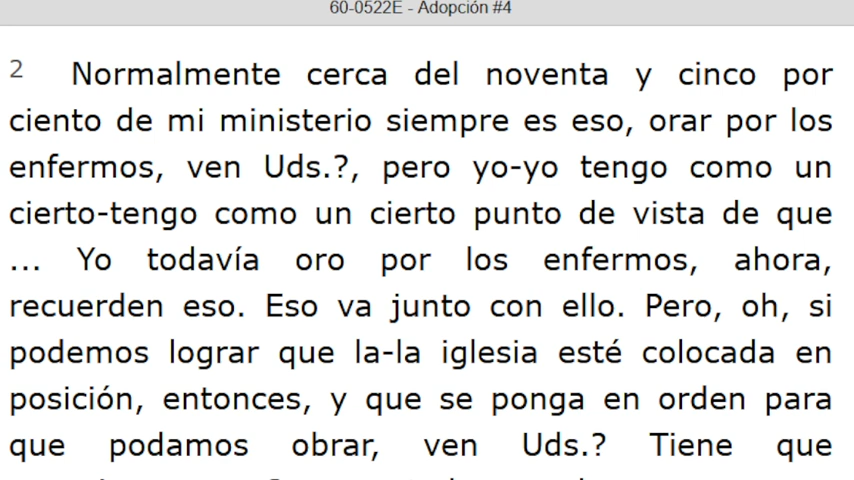 60-0522E - Adopción #4
2 Normalmente cerca del noventa y cinco por
ciento de mi ministerio siempre es eso, orar por los
enfermos, ven Uds.?, pero yo-yo tengo como un
cierto-tengo como un cierto punto de vista de que
... Yo todavía oro por los enfermos, ahora,
recuerden eso. Eso va junto con ello. Pero, oh, si
podemos lograr que la-la iglesia esté colocada en
posición, entonces, y que se ponga en orden para
que podamos obrar, ven Uds.? Tiene que